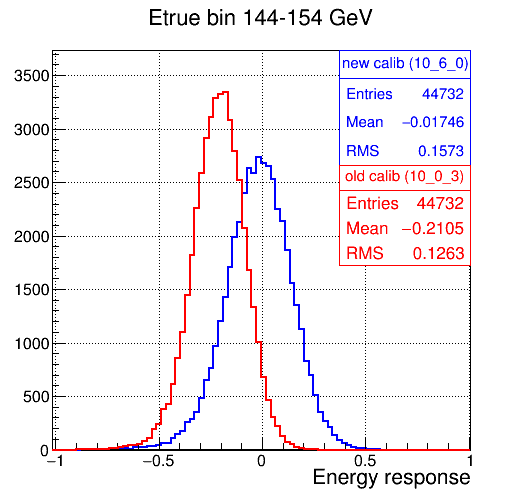 Etrue bin 144-154 GeV
new calib (10_6_0)
Entries 44732
Mean −0.01746
RMS 0.1573
old calib (10_0_3)
Entries 44732
Mean −0.2105
RMS 0.1263
3500
3000
2500
2000
1500
1000
500
0
−1 −0.5 0 0.5 1
Energy response